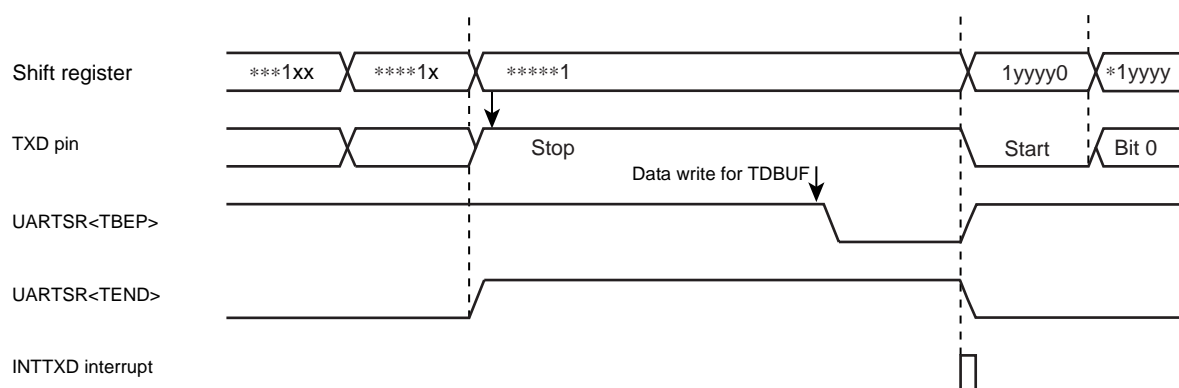 Shift register ***1xx ****1x *****1 1yyyy0 *1yyyy
TXD pin Stop Start Bit 0
Data write for TDBUF
UARTSR<TBEP>
UARTSR<TEND>
INTTXD interrupt